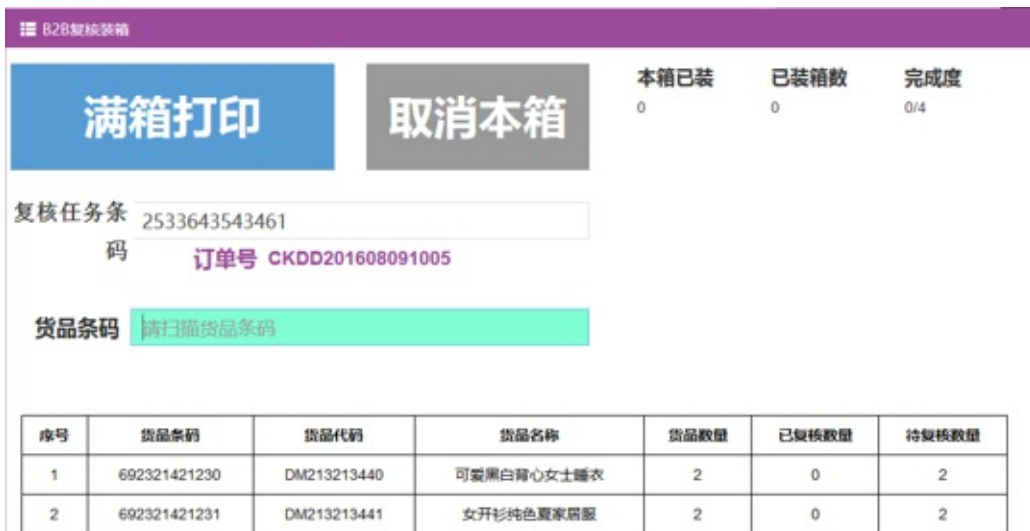 B2B复核装箱
满箱打印 取消本箱 本箱已装 已装箱数 完成度
0 0 0/4
复核任务条码 2533643543461
订单号 CKDD201608091005
货品条码 请扫描货品条码
序号 货品条码 货品代码 货品名称 货品数量 已复核数量 待复核数量
1 692321421230 DM213213440 可爱黑白背心女士睡衣 2 0 2
2 692321421231 DM213213441 女开衫纯色夏家居服 2 0 2